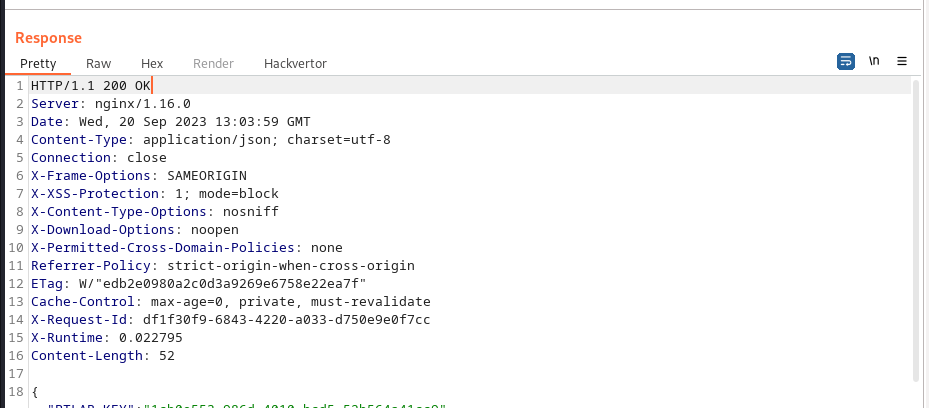 Response
Pretty Raw Hex Render Hackvertor
\n
1 HTTP/1.1 200 OK
2 Server: nginx/1.16.0
3 Date: Wed, 20 Sep 2023 13:03:59 GMT
4 Content-Type: application/json; charset=utf-8
5 Connection: close
6 X-Frame-Options: SAMEORIGIN
7 X-XSS-Protection: 1; mode=block
8 X-Content-Type-Options: nosniff
9 X-Download-Options: noopen
10 X-Permitted-Cross-Domain-Policies: none
11 Referrer-Policy: strict-origin-when-cross-origin
12 ETag: W/"edb2e0980a2c0d3a9269e6758e22ea7f"
13 Cache-Control: max-age=0, private, must-revalidate
14 X-Request-Id: df1f30f9-6843-4220-a033-d750e9e0f7cc
15 X-Runtime: 0.022795
16 Content-Length: 52
17
18 {